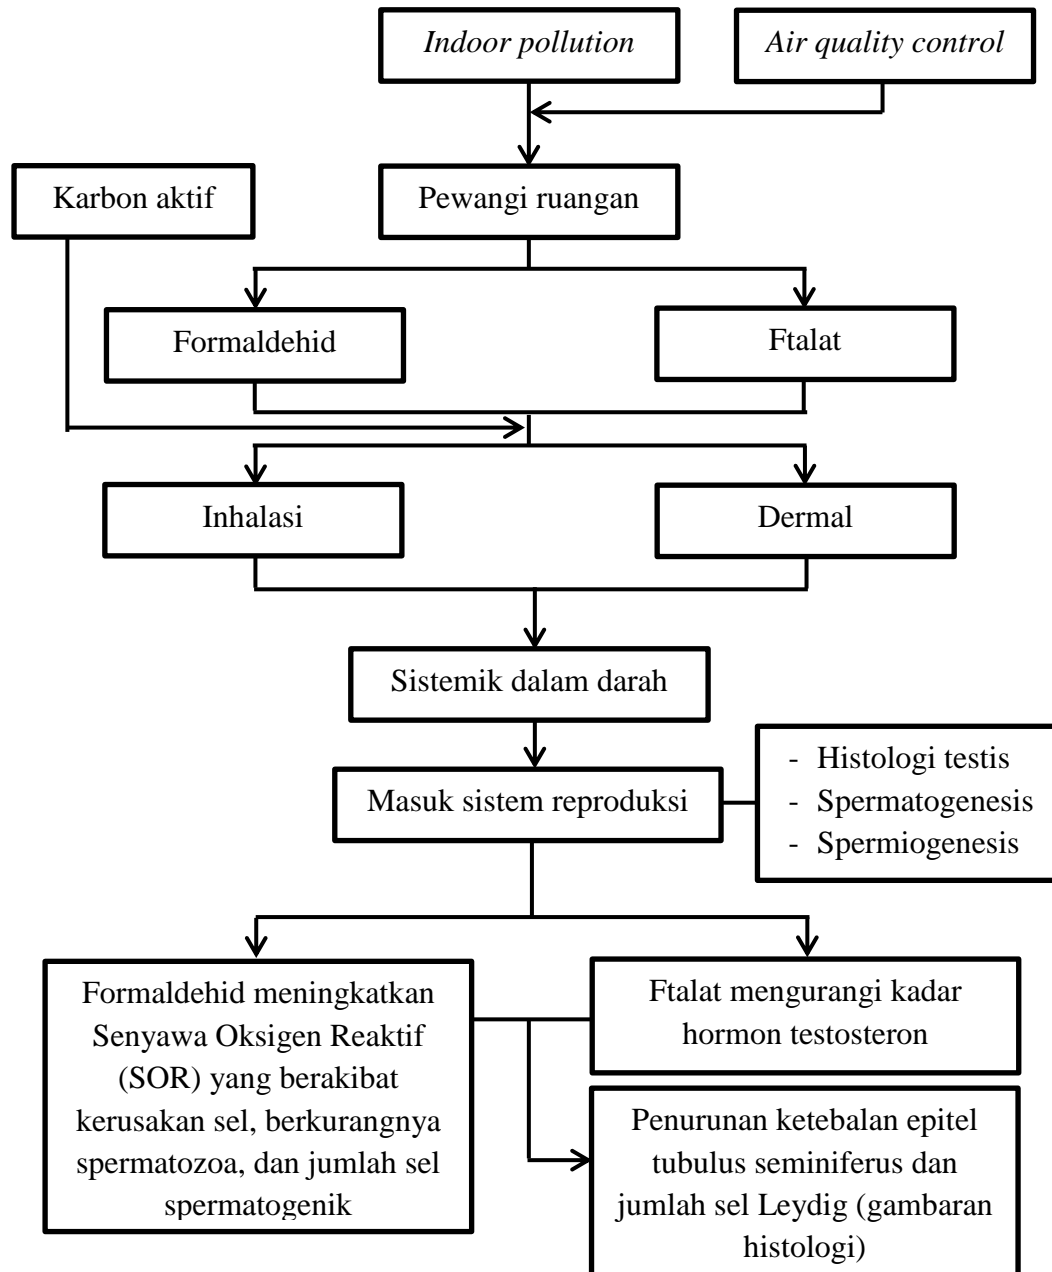 Indoor pollution
Air quality control
Karbon aktif
Pewangi ruangan
Formaldehid
Ftalat
Inhalasi
Dermal
Sistemik dalam darah
Masuk sistem reproduksi
- Histologi testis
- Spermatogenesis
- Spermiogenesis
Formaldehid meningkatkan
Senyawa Oksigen Reaktif
(SOR) yang berakibat
kerusakan sel, berkurangnya
spermatozoa, dan jumlah sel
spermatogenik
Ftalat mengurangi kadar
hormon testosteron
Penurunan ketebalan epitel
tubulus seminiferus dan
jumlah sel Leydig (gambaran
histologi)